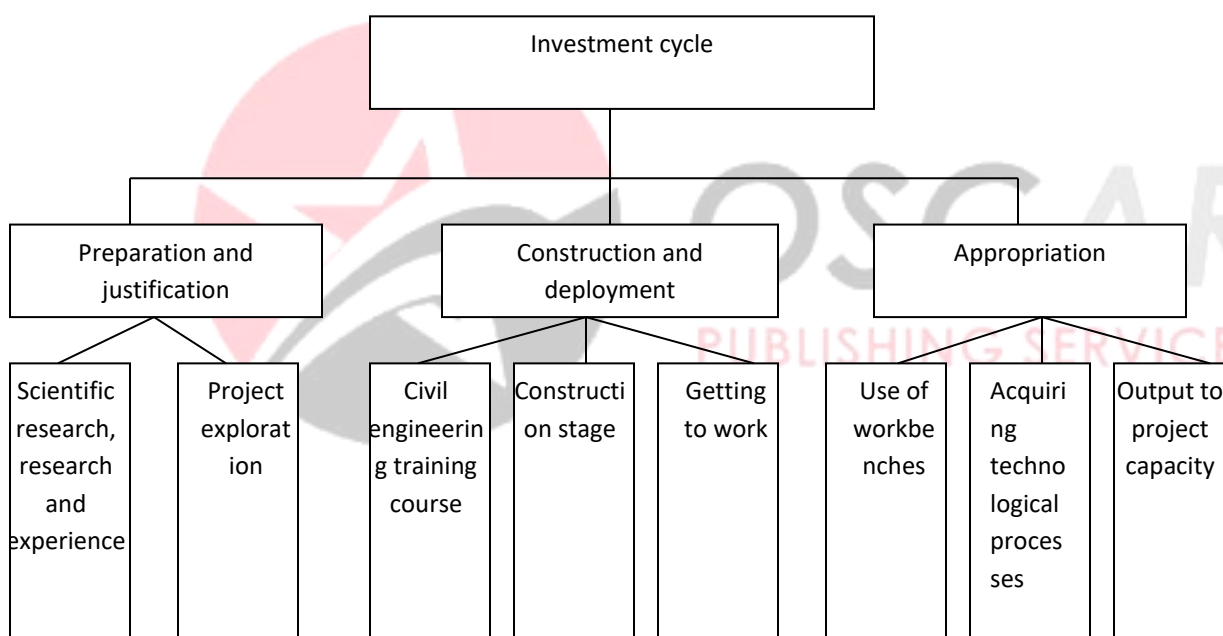 Investment cycle
Preparation and
justification
Construction and
deployment
Appropriation
Scientific
research,
research
and
experience
Project
explorat
ion
Civil
engineerin
g training
course
Constructi
on stage
Getting
to work
Use of
workbe
nches
Acquiri
ng
techno
logical
proces
ses
Output to
project
capacity
OSCAR
PUBLISHING SERVICE